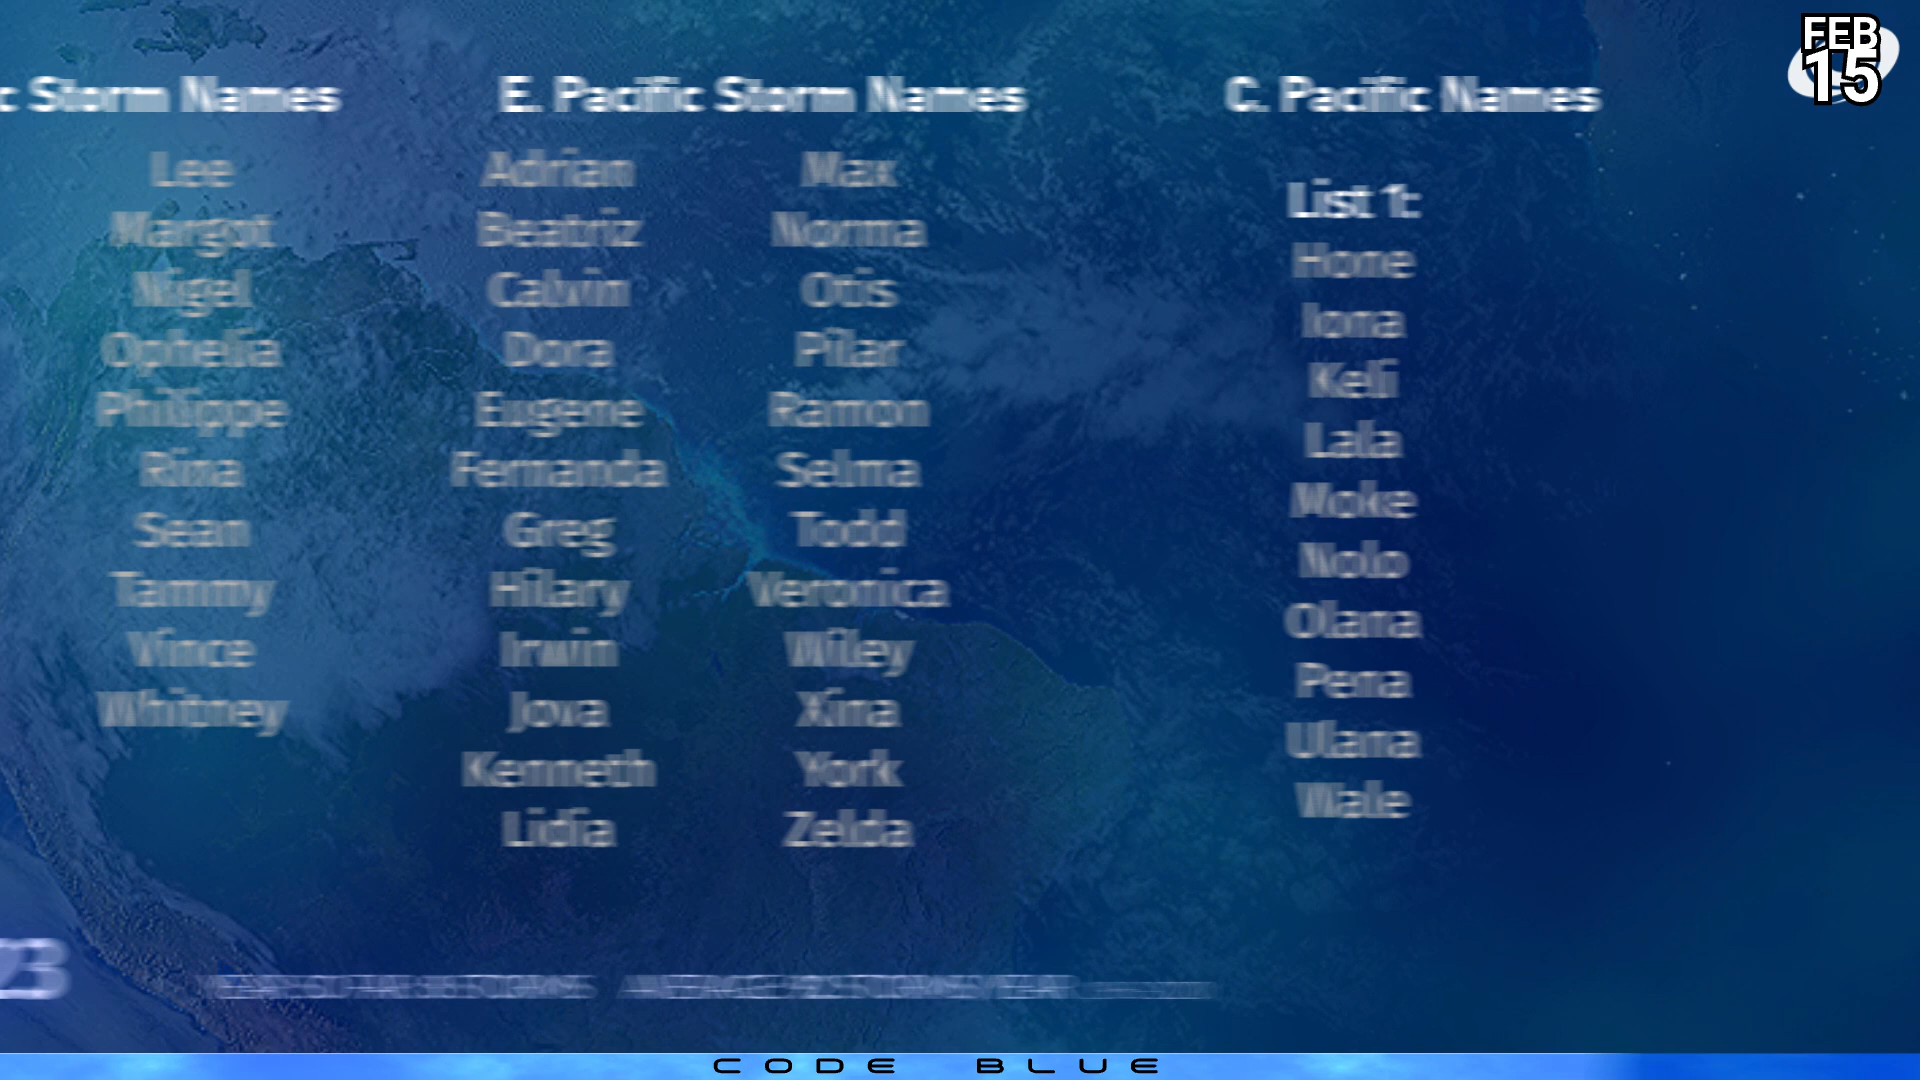 c Storm Names
Lee
Margot
Nigel
Ophelia
Philippe
Rina
Sean
Tammy
Vince
Whitney
E. Pacific Storm Names
Adrian
Beatriz
Calvin
Dora
Eugene
Fernanda
Greg
Hilary
Irwin
Jova
Kenneth
Lidia
Max
Norma
Otis
Pilar
Ramon
Selma
Todd
Veronica
Wiley
Xina
York
Zelda
C. Pacific Names
List 1:
Hone
Iona
Keli
Lala
Moke
Nolo
Olana
Pena
Ulana
Wale
FEB
15
23
CODE BLUE